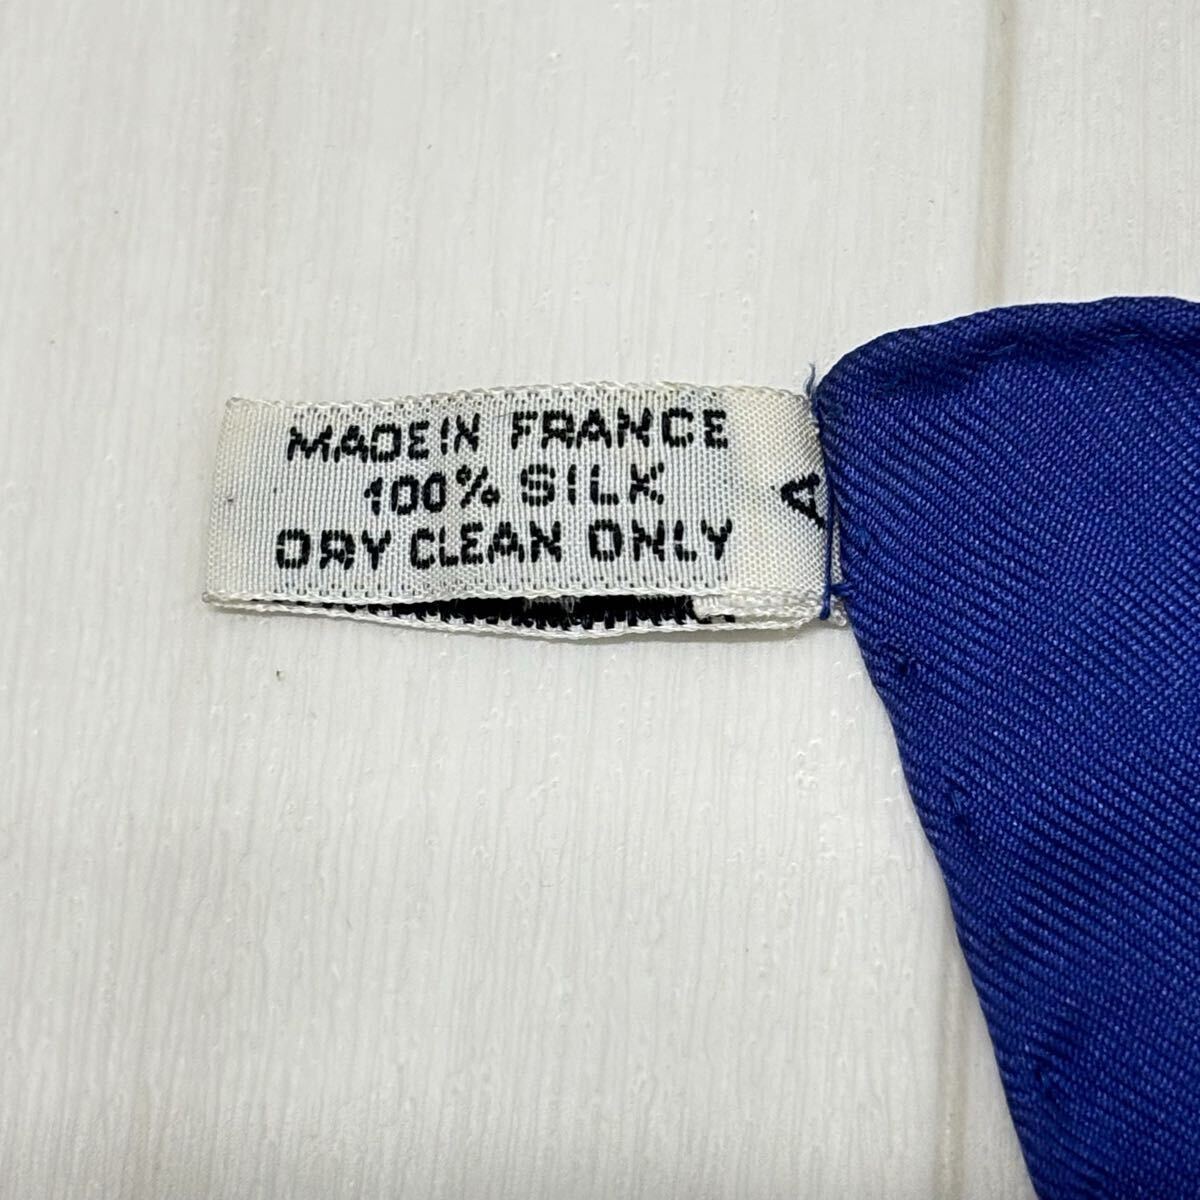 MADE IN FRANCE
100% SILK
DRY CLEAN ONLY
A